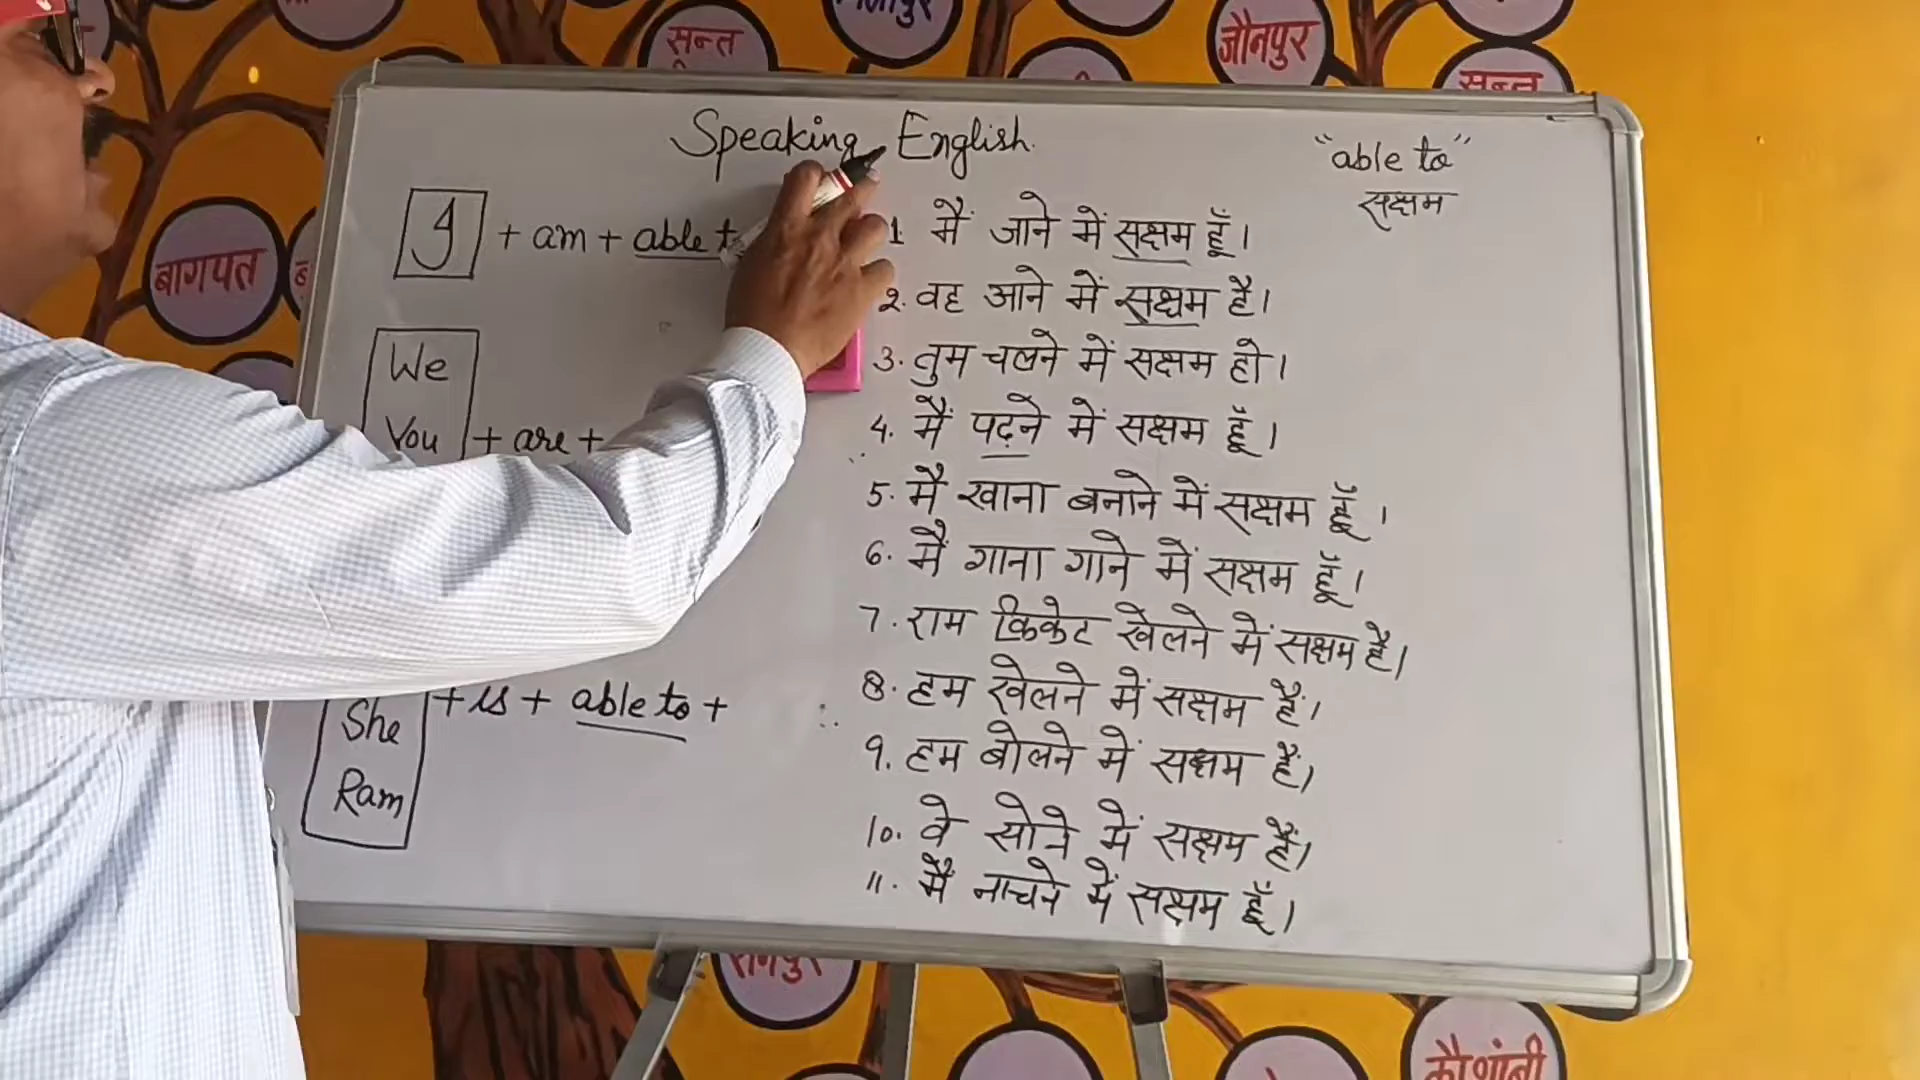 सन्त
जौनपुर
बागपत
Speaking English.
"able to"
सक्षम
I + am + able to
We
You + are +
She + is + able to +
Ram
1 मैं जाने में सक्षम हूँ।
2. वह आने में सक्षम है।
3. तुम चलने में सक्षम हो।
4. मैं पढ़ने में सक्षम हूँ।
5. मैं खाना बनाने में सक्षम हूँ।
6. मैं गाना गाने में सक्षम हूँ।
7. राम क्रिकेट खेलने में सक्षम है।
8. हम खेलने में सक्षम हैं।
9. हम बोलने में सक्षम हैं।
10. वे सोने में सक्षम हैं।
11. मैं नाचने में सक्षम हूँ।
कौशांबी